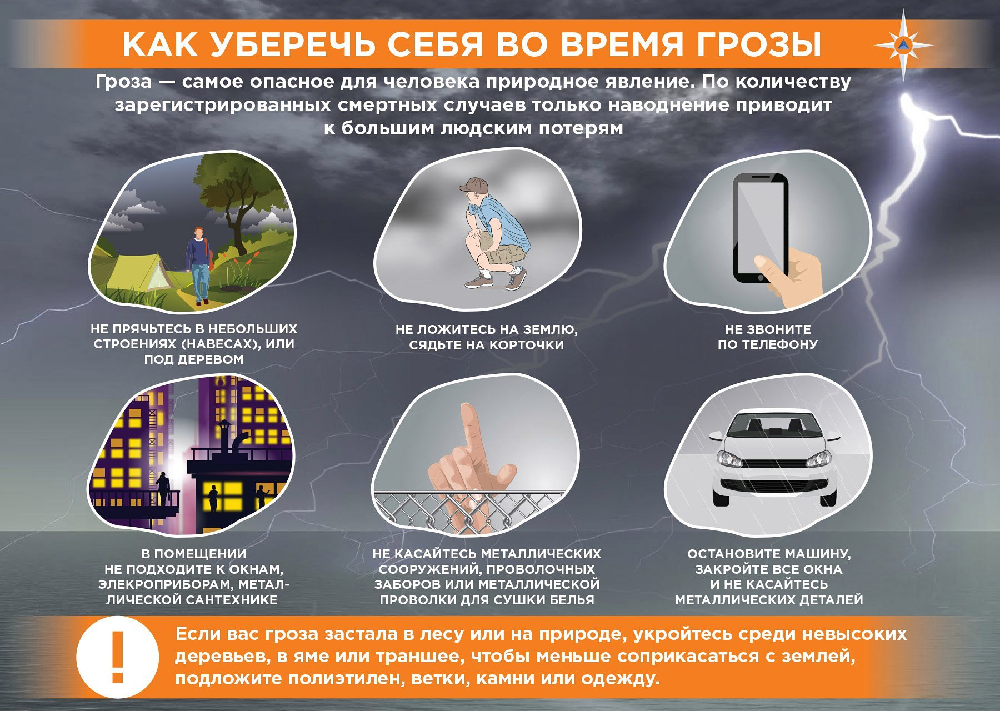 КАК УБЕРЕЧЬ СЕБЯ ВО ВРЕМЯ ГРОЗЫ
Гроза — самое опасное для человека природное явление. По количеству
зарегистрированных смертных случаев только наводнение приводит
к большим людским потерям
НЕ ПРЯЧЬТЕСЬ В НЕБОЛЬШИХ
СТРОЕНИЯХ (НАВЕСАХ), ИЛИ
ПОД ДЕРЕВОМ
НЕ ЛОЖИТЕСЬ НА ЗЕМЛЮ,
СЯДЬТЕ НА КОРТОЧКИ
НЕ ЗВОНИТЕ
ПО ТЕЛЕФОНУ
В ПОМЕЩЕНИИ
НЕ ПОДХОДИТЕ К ОКНАМ,
ЭЛЕКРОПРИБОРАМ, МЕТАЛ-
ЛИЧЕСКОЙ САНТЕХНИКЕ
НЕ КАСАЙТЕСЬ МЕТАЛЛИЧЕСКИХ
СООРУЖЕНИЙ, ПРОВОЛОЧНЫХ
ЗАБОРОВ ИЛИ МЕТАЛЛИЧЕСКОЙ
ПРОВОЛКИ ДЛЯ СУШКИ БЕЛЬЯ
ОСТАНОВИТЕ МАШИНУ,
ЗАКРОЙТЕ ВСЕ ОКНА
И НЕ КАСАЙТЕСЬ
МЕТАЛЛИЧЕСКИХ ДЕТАЛЕЙ
!
Если вас гроза застала в лесу или на природе, укройтесь среди невысоких
деревьев, в яме или траншее, чтобы меньше соприкасаться с землей,
подложите полиэтилен, ветки, камни или одежду.